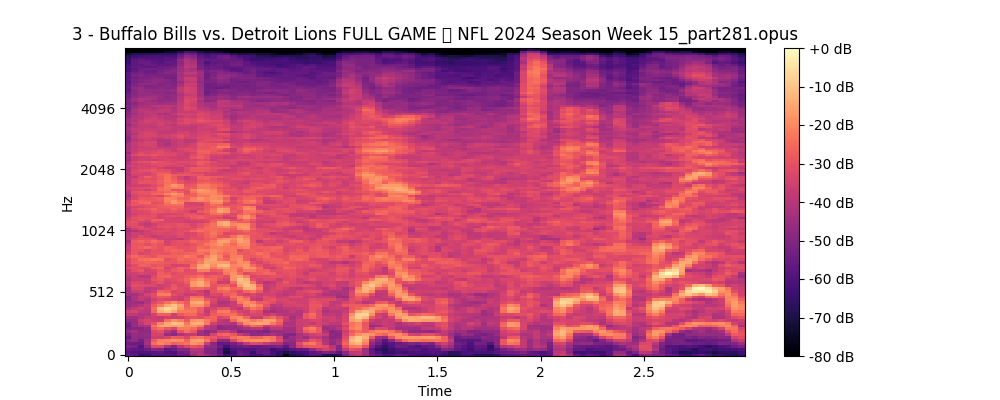 3 - Buffalo Bills vs. Detroit Lions FULL GAME ▯ NFL 2024 Season Week 15_part281.opus
+0 dB
-10 dB
-20 dB
-30 dB
-40 dB
-50 dB
-60 dB
-70 dB
-80 dB
Hz
4096
2048
1024
512
0
0 0.5 1 1.5 2 2.5
Time